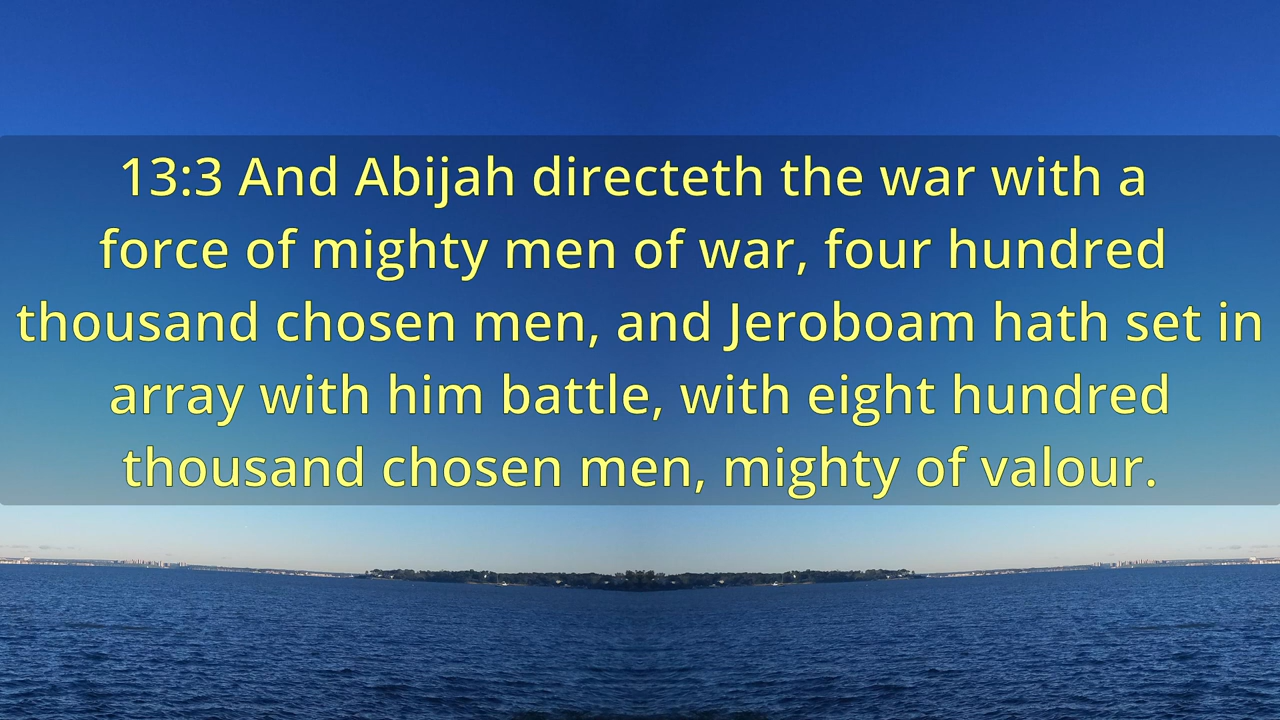 13:3 And Abijah directeth the war with a
force of mighty men of war, four hundred
thousand chosen men, and Jeroboam hath set in
array with him battle, with eight hundred
thousand chosen men, mighty of valour.